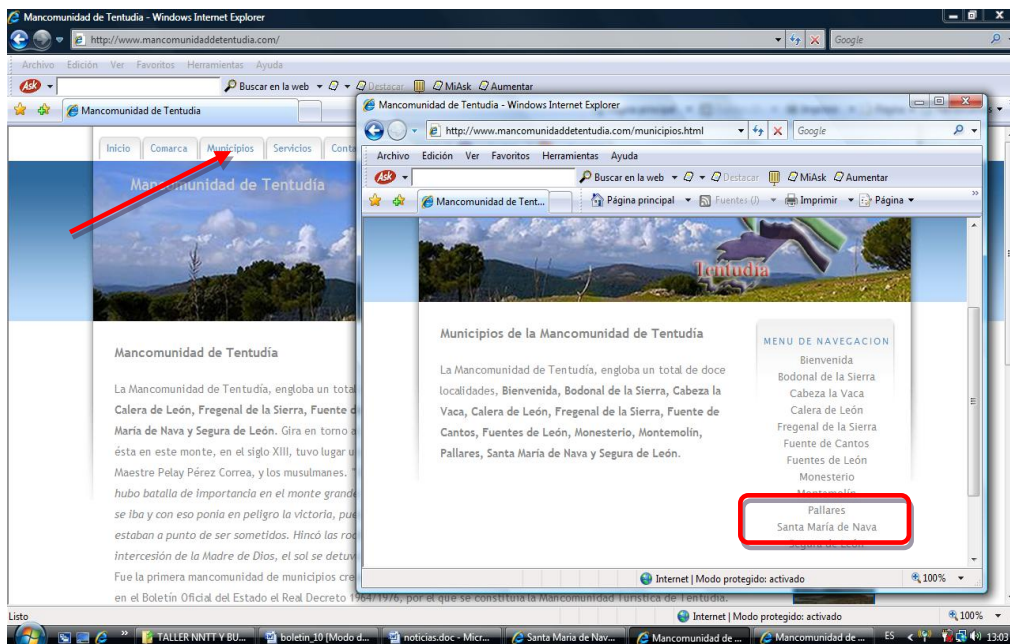 Mancomunidad de Tentudia - Windows Internet Explorer
http://www.mancomunidaddetentudia.com/
Google
Archivo Edición Ver Favoritos Herramientas Ayuda
Ask
Buscar en la web
Destacar
MiAsk
Aumentar
Mancomunidad de Tentudia
Inicio
Comarca
Municipios
Servicios
Mancomunidad de Tentudía
Mancomunidad de Tentudía
La Mancomunidad de Tentudía, engloba un total
Calera de León, Fregenal de la Sierra, Fuente d
María de Nava y Segura de León. Gira en torno a
ésta en este monte, en el siglo XIII, tuvo lugar u
Maestre Pelay Pérez Correa, y los musulmanes.
hubo batalla de importancia en el monte grande
se iba y con eso ponia en peligro la victoria, pue
estaban a punto de ser sometidos. Hincó las roc
intercesión de la Madre de Dios, el sol se detuv
Fue la primera mancomunidad de municipios cre
en el Boletín Oficial del Estado el Real Decreto 1964/1976, por el que se constituía la Mancomunidad Turística de Tentudía.
Mancomunidad de Tentudia - Windows Internet Explorer
http://www.mancomunidaddetentudia.com/municipios.html
Google
Archivo Edición Ver Favoritos Herramientas Ayuda
Ask
Buscar en la web
Destacar
MiAsk
Aumentar
Mancomunidad de Tent...
Página principal
Fuentes (J)
Imprimir
Página
Tentudia
Municipios de la Mancomunidad de Tentudía
La Mancomunidad de Tentudía, engloba un total de doce
localidades, Bienvenida, Bodonal de la Sierra, Cabeza la
Vaca, Calera de León, Fregenal de la Sierra, Fuente de
Cantos, Fuentes de León, Monesterio, Montemolín,
Pallares, Santa María de Nava y Segura de León.
MENU DE NAVEGACION
Bienvenida
Bodonal de la Sierra
Cabeza la Vaca
Calera de León
Fregenal de la Sierra
Fuente de Cantos
Fuentes de León
Monesterio
Montemolín
Pallares
Santa María de Nava
Segura de León
Internet | Modo protegido: activado
100%
Listo
Internet | Modo protegido: activado
100%
TALLER NNTT Y BU...
boletin_10 [Modo d...
noticias.doc - Micr...
Santa Maria de Nav...
Mancomunidad de ...
Mancomunidad de ...
ES
13:03